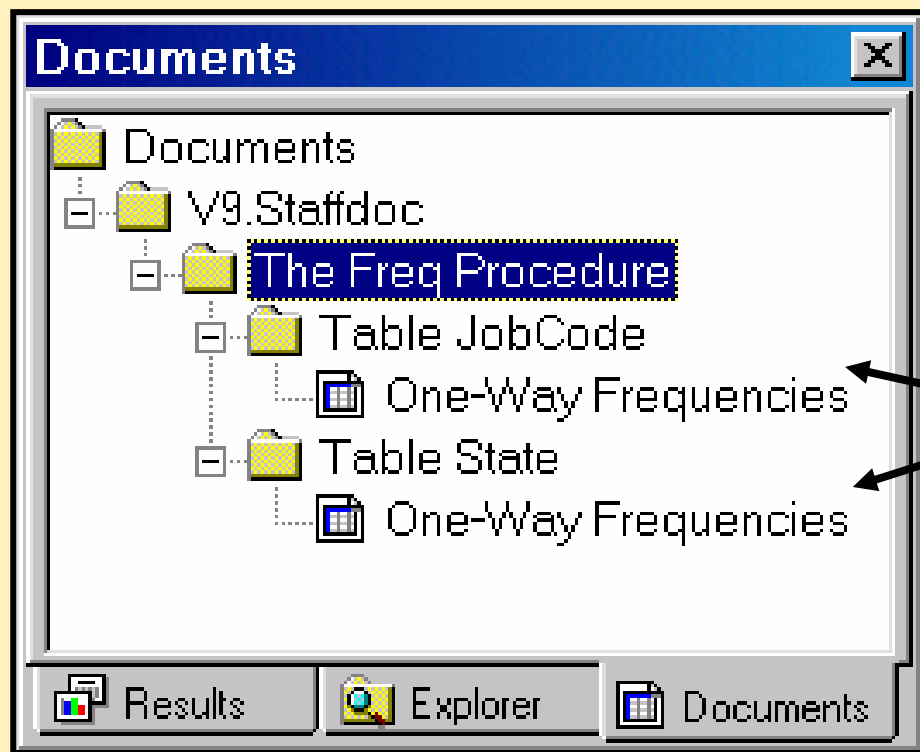 Documents
Documents
V9.Staffdoc
The Freq Procedure
Table JobCode
One-Way Frequencies
Table State
One-Way Frequencies
Results
Explorer
Documents